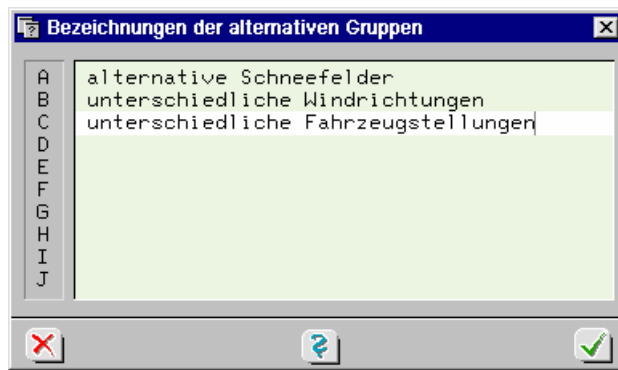 Bezeichnungen der alternativen Gruppen
A alternative Schneefelder
B unterschiedliche Windrichtungen
C unterschiedliche Fahrzeugstellungen
D
E
F
G
H
I
J